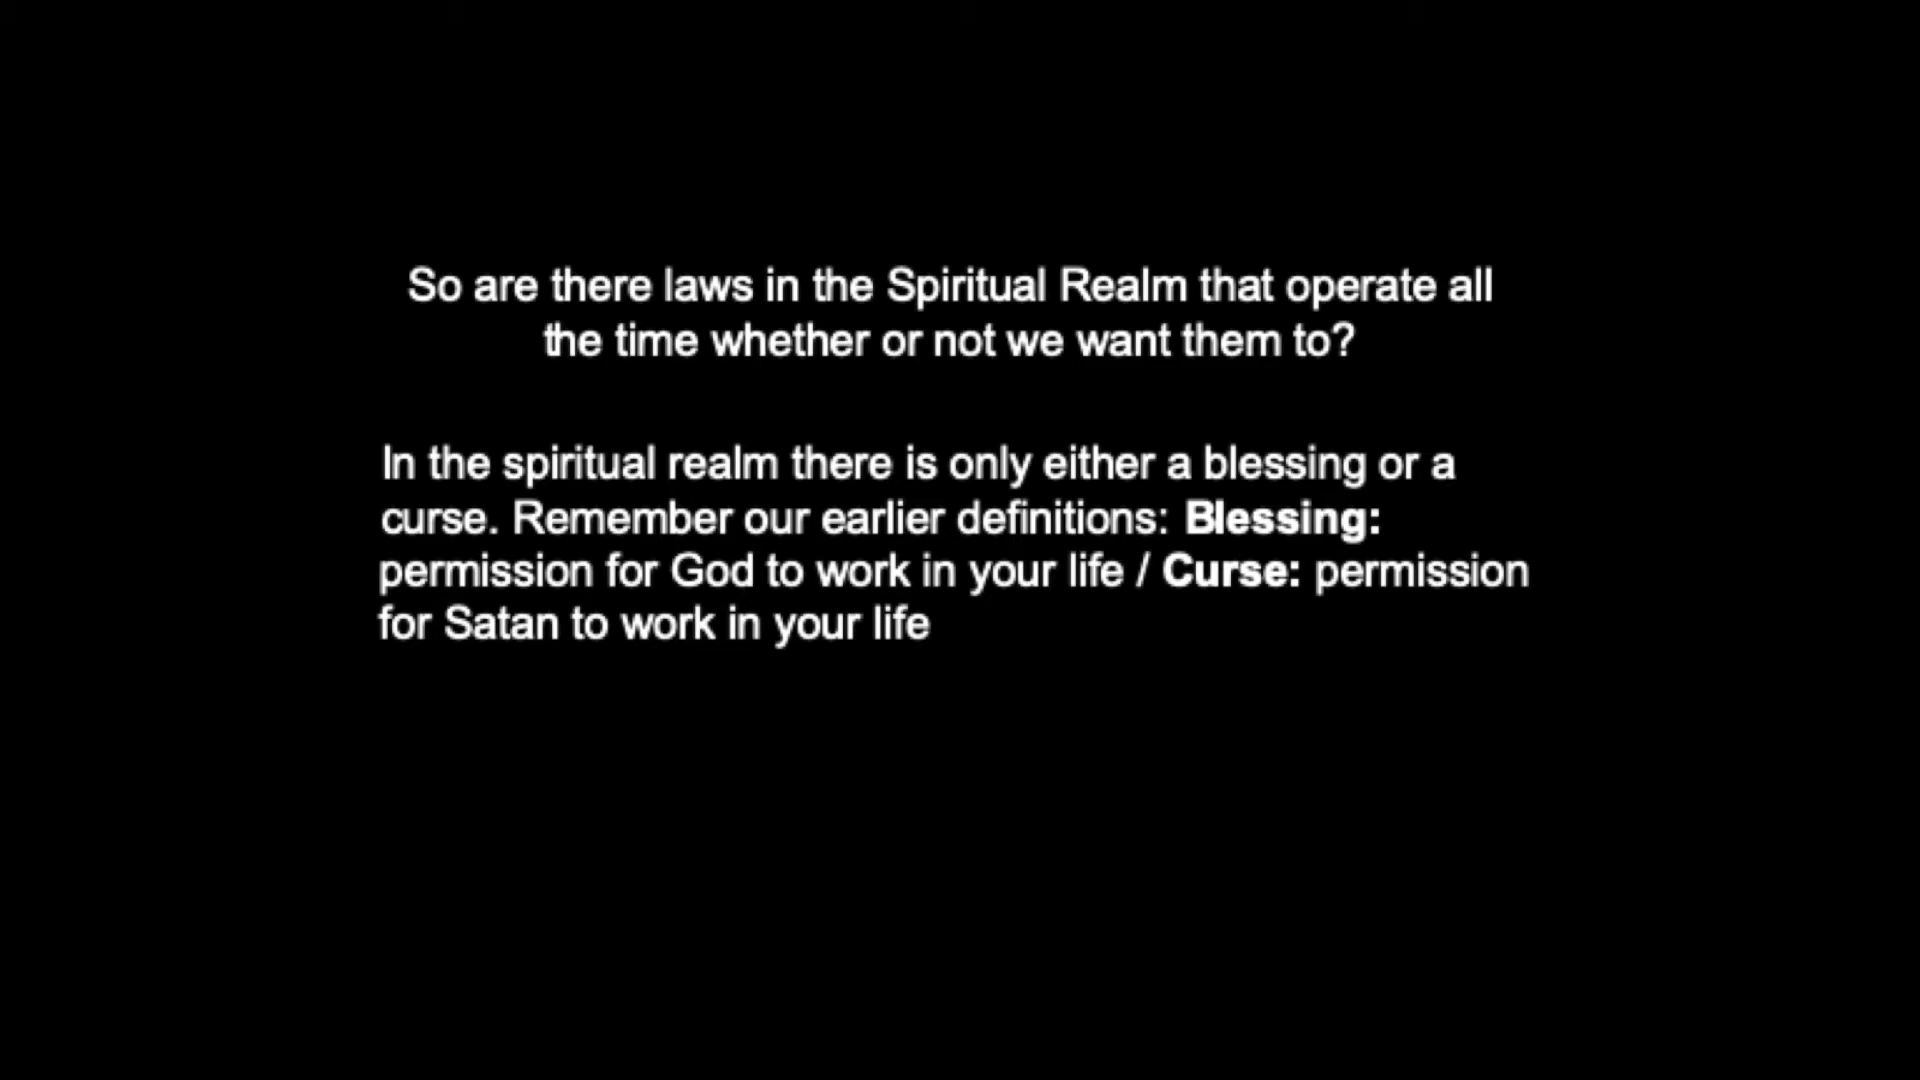 So are there laws in the Spiritual Realm that operate all
the time whether or not we want them to?
In the spiritual realm there is only either a blessing or a
curse. Remember our earlier definitions: Blessing:
permission for God to work in your life / Curse: permission
for Satan to work in your life